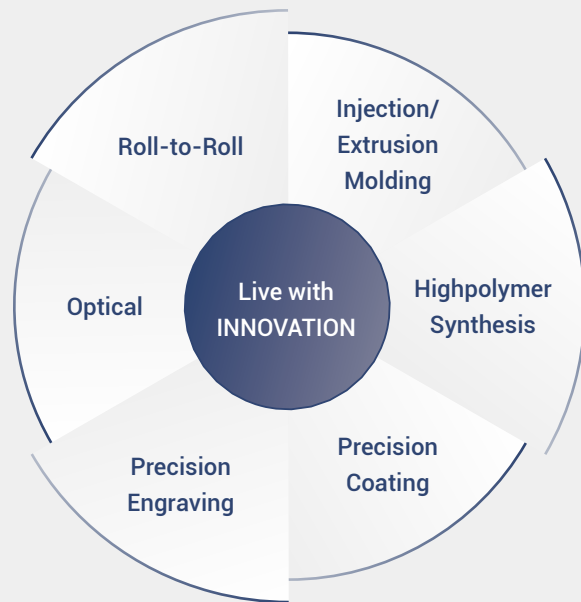 Roll-to-Roll
Injection/
Extrusion
Molding
Optical
Live with
INNOVATION
Highpolymer
Synthesis
Precision
Engraving
Precision
Coating